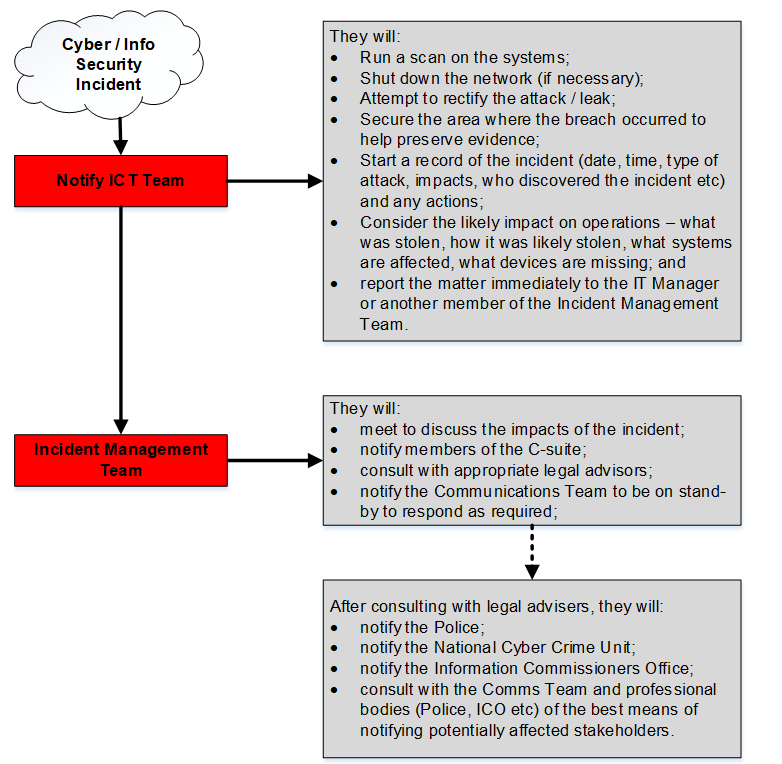 Cyber / Info
Security
Incident
Notify ICT Team
They will:
• Run a scan on the systems;
• Shut down the network (if necessary);
• Attempt to rectify the attack / leak;
• Secure the area where the breach occurred to
help preserve evidence;
• Start a record of the incident (date, time, type of
attack, impacts, who discovered the incident etc)
and any actions;
• Consider the likely impact on operations – what
was stolen, how it was likely stolen, what systems
are affected, what devices are missing; and
• report the matter immediately to the IT Manager
or another member of the Incident Management
Team.
Incident Management
Team
They will:
• meet to discuss the impacts of the incident;
• notify members of the C-suite;
• consult with appropriate legal advisors;
• notify the Communications Team to be on stand-
by to respond as required;
After consulting with legal advisers, they will:
• notify the Police;
• notify the National Cyber Crime Unit;
• notify the Information Commissioners Office;
• consult with the Comms Team and professional
bodies (Police, ICO etc) of the best means of
notifying potentially affected stakeholders.